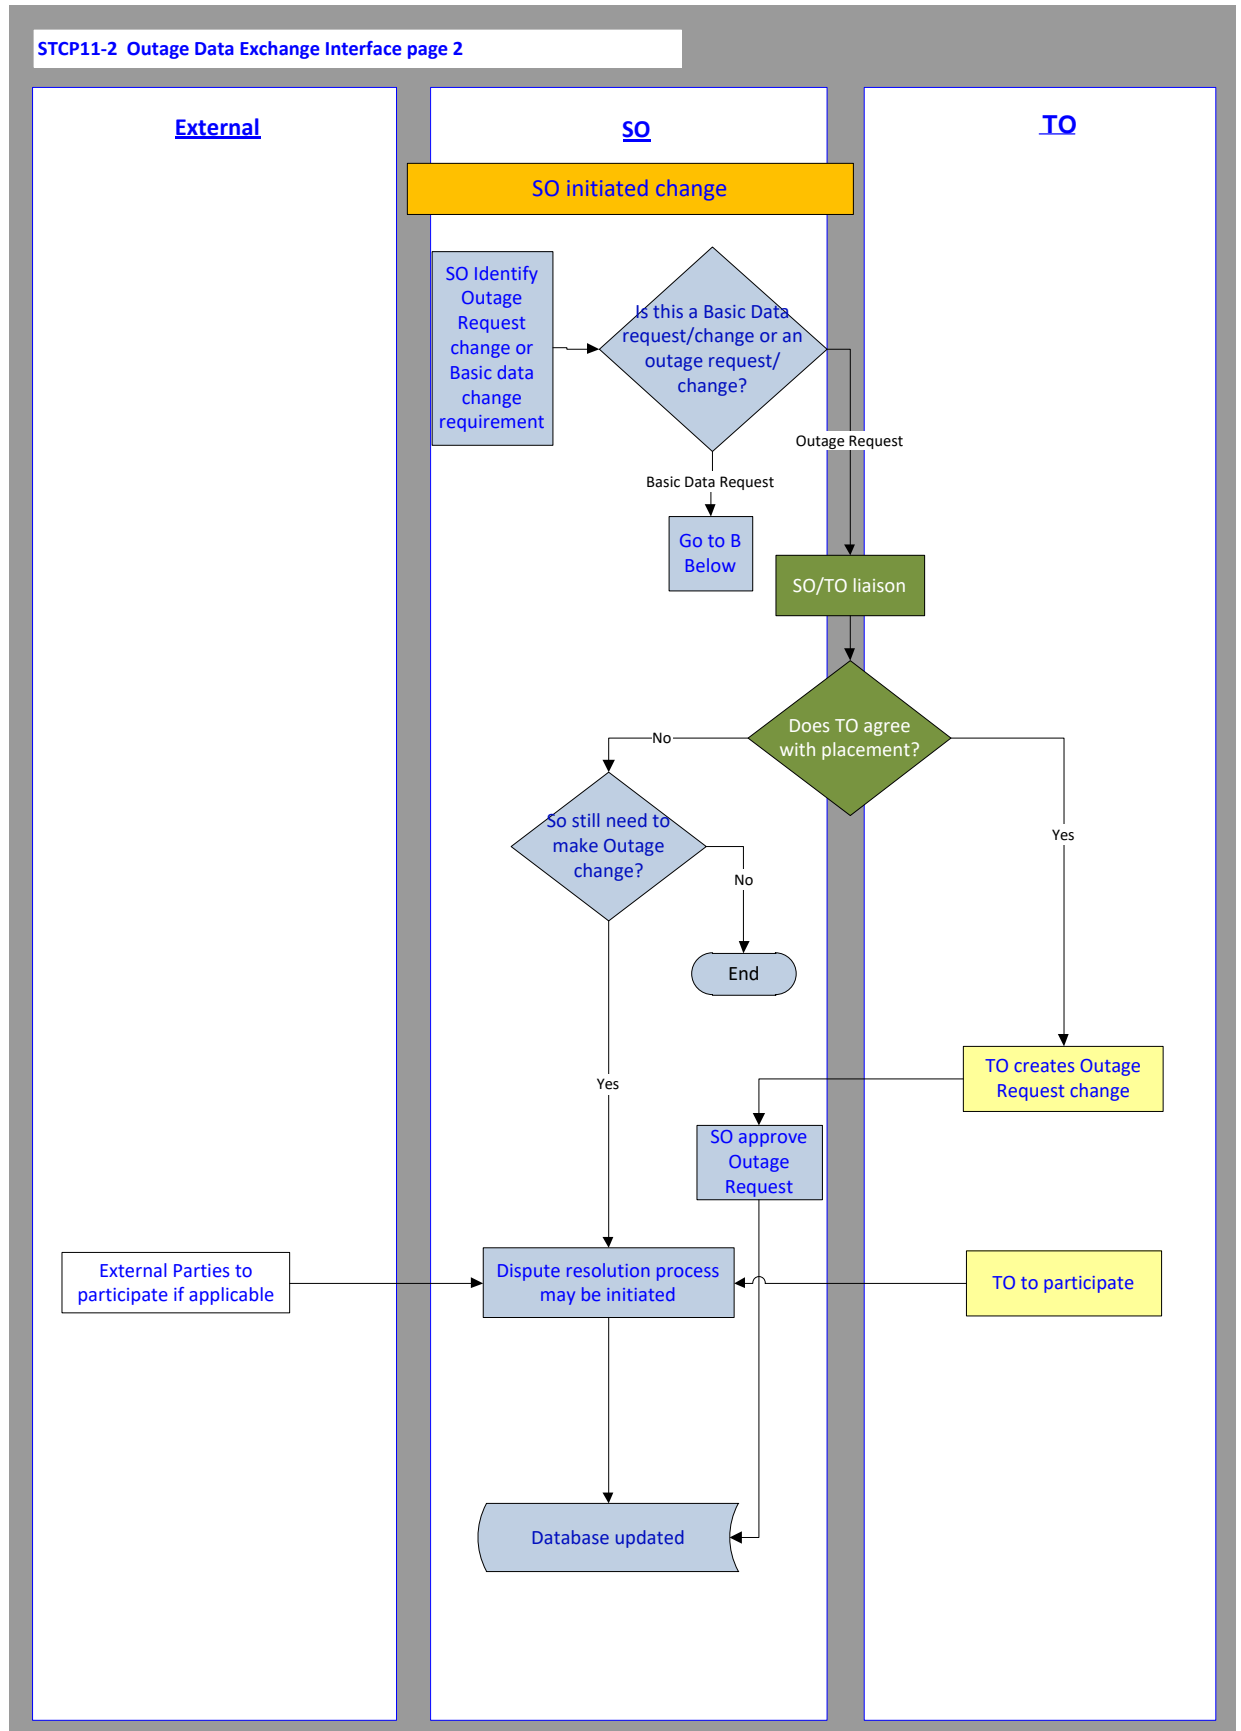 STCP11-2 Outage Data Exchange Interface page 2
External
SO
TO
SO initiated change
SO Identify
Outage
Request
change or
Basic data
change
requirement
Is this a Basic Data
request/change or an
outage request/
change?
Outage Request
Basic Data Request
Go to B
Below
SO/TO liaison
Does TO agree
with placement?
No
Yes
So still need to
make Outage
change?
No
End
Yes
TO creates Outage
Request change
SO approve
Outage
Request
External Parties to
participate if applicable
Dispute resolution process
may be initiated
TO to participate
Database updated